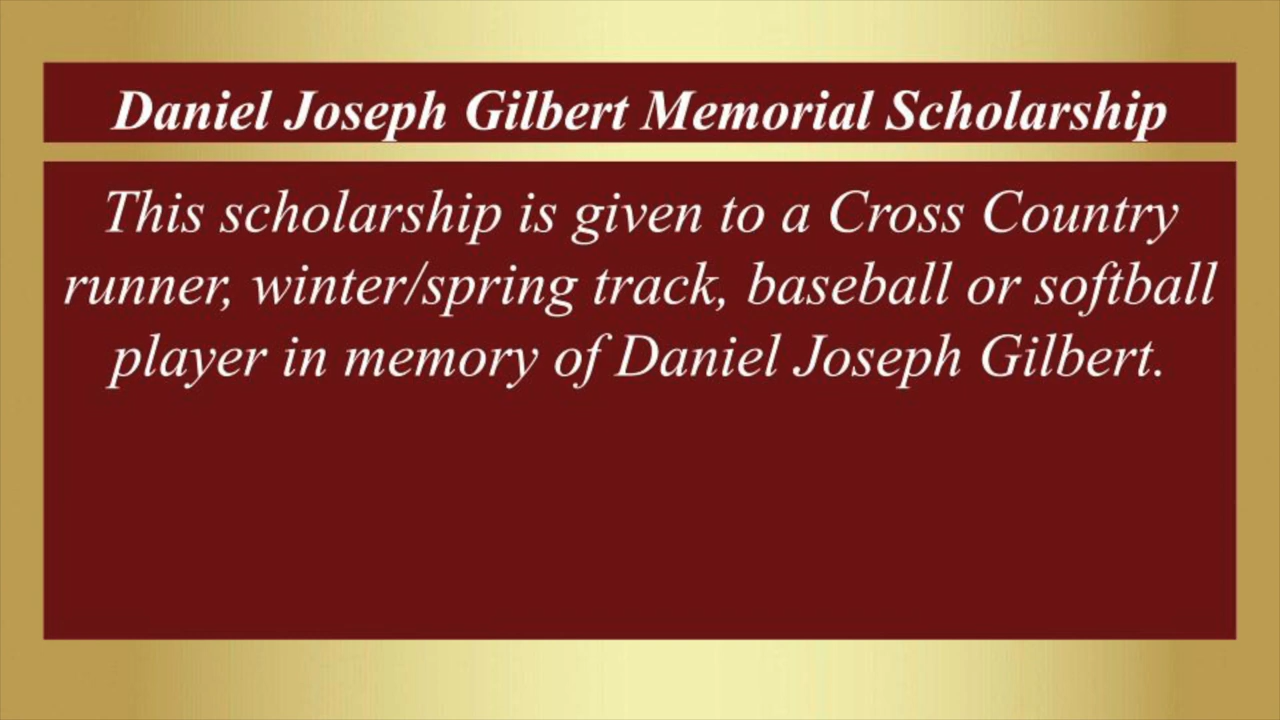 Daniel Joseph Gilbert Memorial Scholarship
This scholarship is given to a Cross Country
runner, winter/spring track, baseball or softball
player in memory of Daniel Joseph Gilbert.